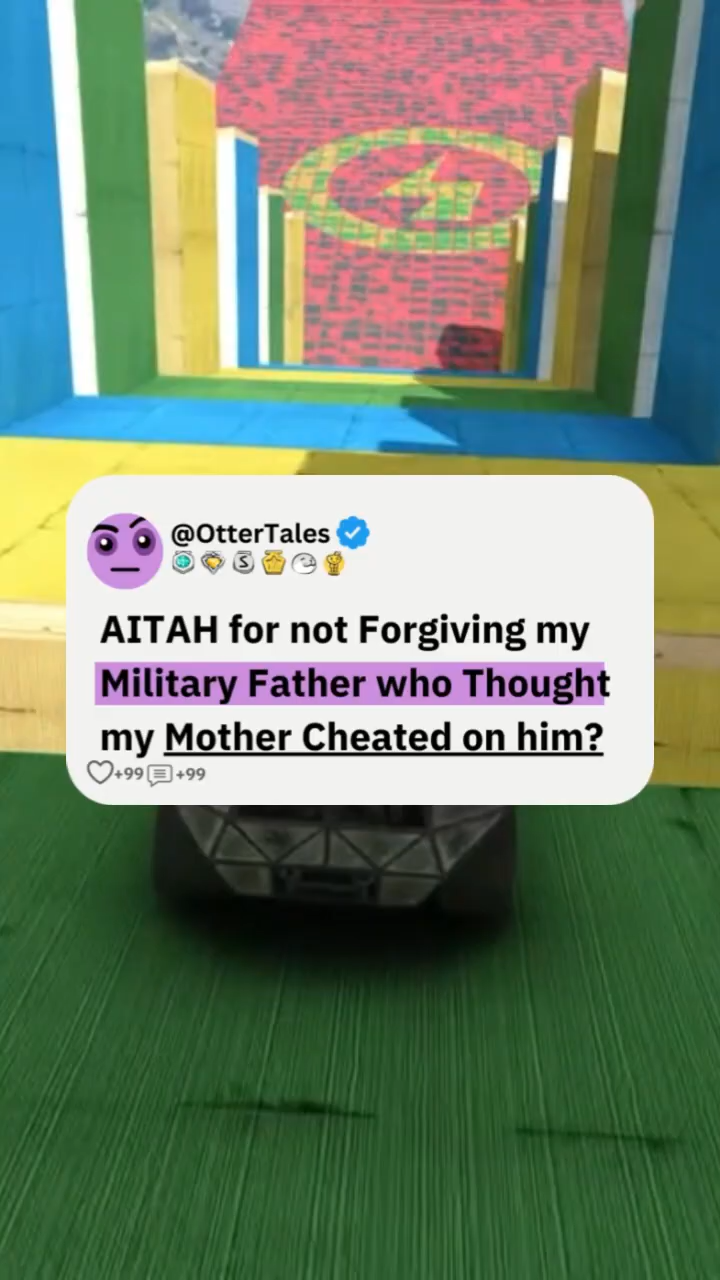 @OtterTales
AITAH for not Forgiving my
Military Father who Thought
my Mother Cheated on him?
+99 +99